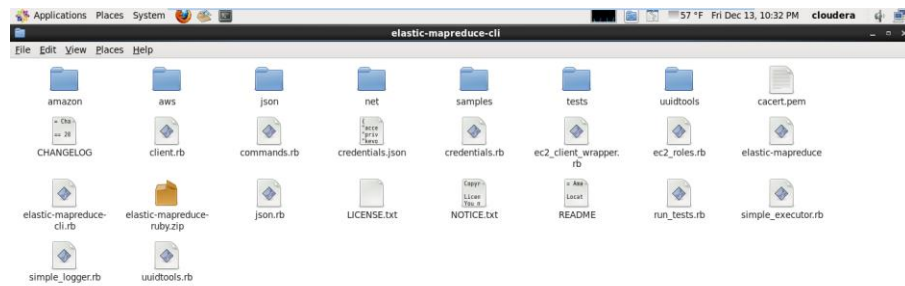 Applications Places System 57 °F Fri Dec 13, 10:32 PM cloudera
elastic-mapreduce-cli
File Edit View Places Help
amazon aws json net samples tests uuidtools cacert.pem
CHANGELOG client.rb commands.rb credentials.json credentials.rb ec2_client_wrapper. ec2_roles.rb elastic-mapreduce
rb
elastic-mapreduce- elastic-mapreduce- json.rb LICENSE.txt NOTICE.txt README run_tests.rb simple_executor.rb
cli.rb ruby.zip
simple_logger.rb uuidtools.rb